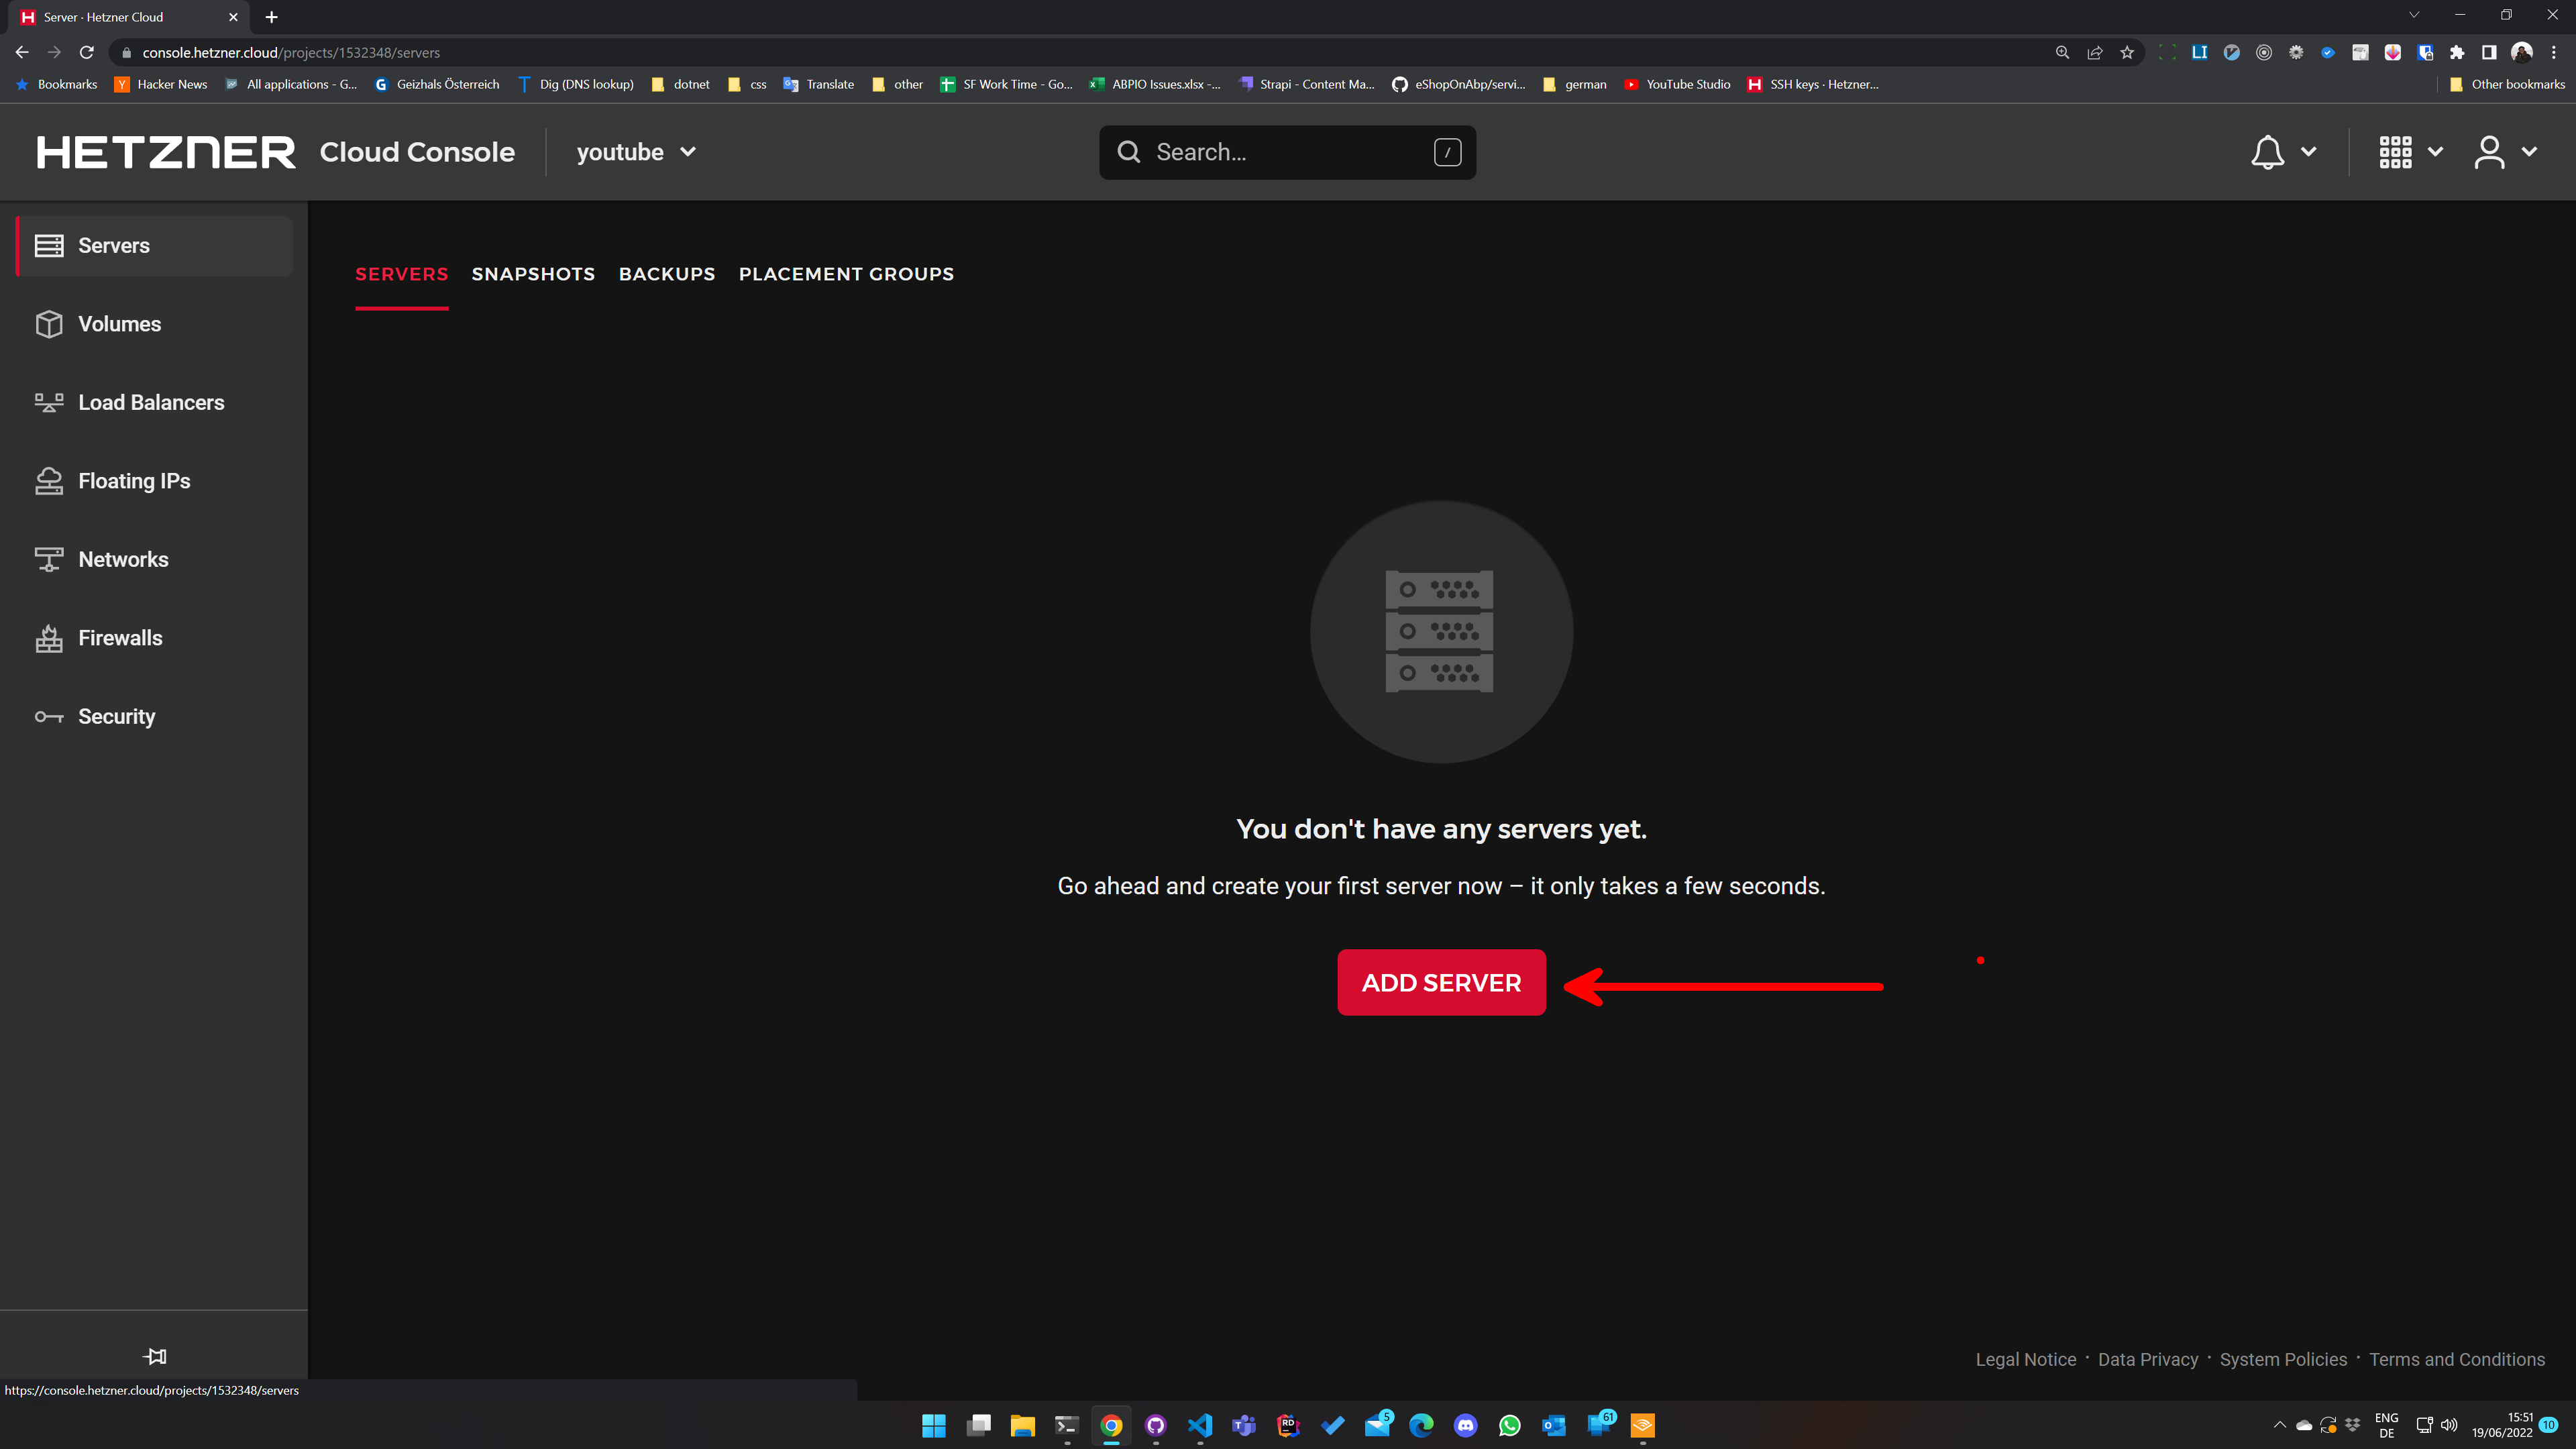 Server · Hetzner Cloud
console.hetzner.cloud/projects/1532348/servers
Bookmarks Hacker News All applications - G... Geizhals Österreich Dig (DNS lookup) dotnet css Translate other SF Work Time - Go... ABPIO Issues.xlsx -... Strapi - Content Ma... eShopOnAbp/servi... german YouTube Studio SSH keys · Hetzner... Other bookmarks
HETZNER Cloud Console youtube Search... /
Servers
Volumes
Load Balancers
Floating IPs
Networks
Firewalls
Security
SERVERS SNAPSHOTS BACKUPS PLACEMENT GROUPS
You don't have any servers yet.
Go ahead and create your first server now – it only takes a few seconds.
ADD SERVER
Legal Notice · Data Privacy · System Policies · Terms and Conditions
https://console.hetzner.cloud/projects/1532348/servers
5
61
ENG
DE
15:51
19/06/2022
10